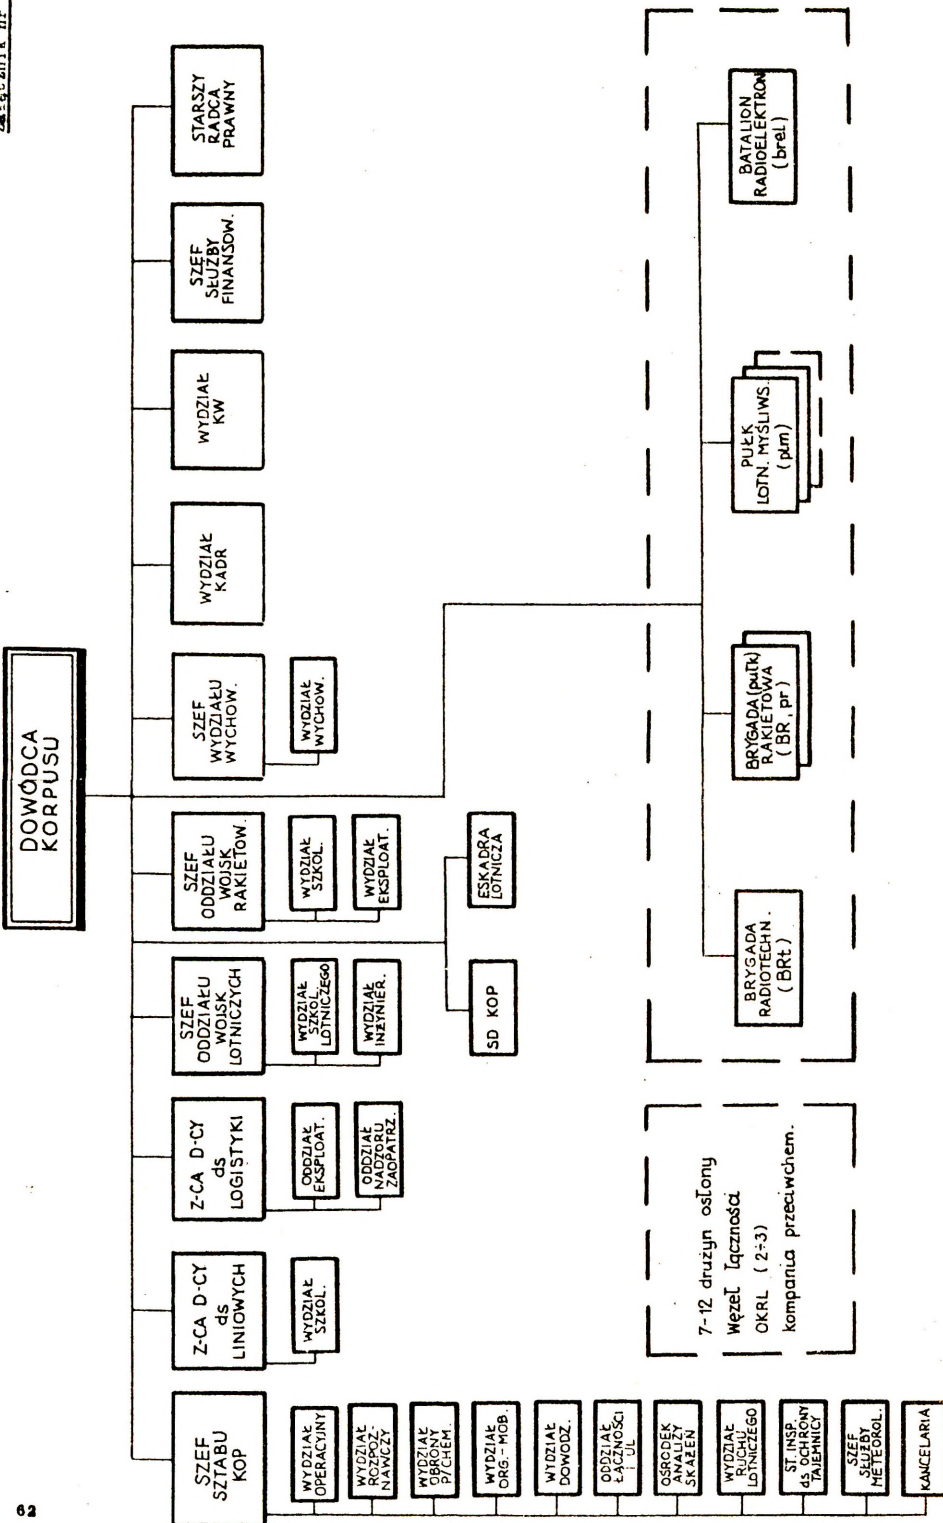 Załącznik nr
DOWÓDCA
KORPUSU
SZEF
SZTABU
KOP
Z-CA D-CY
ds
LINIOWYCH
Z-CA D-CY
ds
LOGISTYKI
SZEF
ODDZIAŁU
WOJSK
LOTNICZYCH
SZEF
ODDZIAŁU
WOJSK
RAKIETOW.
SZEF
WYDZIAŁU
WYCHOW.
WYDZIAŁ
KADR
WYDZIAŁ
KW
SZEF
SŁUŻBY
FINANSOW.
STARSZY
RADCA
PRAWNY
WYDZIAŁ
OPERACYJNY
WYDZIAŁ
ROZPOZ-
NAWCZY
WYDZIAŁ
OBRONY
P/CHEM.
WYDZIAŁ
ORG.-MOB.
WYDZIAŁ
DOWODZ.
ODDZIAŁ
ŁĄCZNOŚCI
i UL
OŚRODEK
ANALIZY
SKAŻEŃ
WYDZIAŁ
RUCHU
LOTNICZEGO
ST. INSP.
ds OCHRONY
TAJEMNICY
SZEF
SŁUŻBY
METEOROL.
KANCELARIA
WYDZIAŁ
SZKOL.
ODDZIAŁ
EKSPLOAT.
ODDZIAŁ
NADZORU
ZAOPATRZ.
WYDZIAŁ
SZKOL.
LOTNICZEGO
WYDZIAŁ
INŻYNIER.
WYDZIAŁ
SZKOL.
WYDZIAŁ
EKSPLOAT.
WYDZIAŁ
WYCHOW.
SD KOP
ESKADRA
LOTNICZA
7-12 drużyn osłony
Węzeł łączności
OKRL (2÷3)
kompania przeciwchem.
BRYGADA
RADIOTECHN.
(BRt)
BRYGADA (pułk)
RAKIETOWA
(BR, pr)
PUŁK
LOTN. MYŚLIWS.
(płm)
BATALION
RADIOELEKTRON
(brel)
62